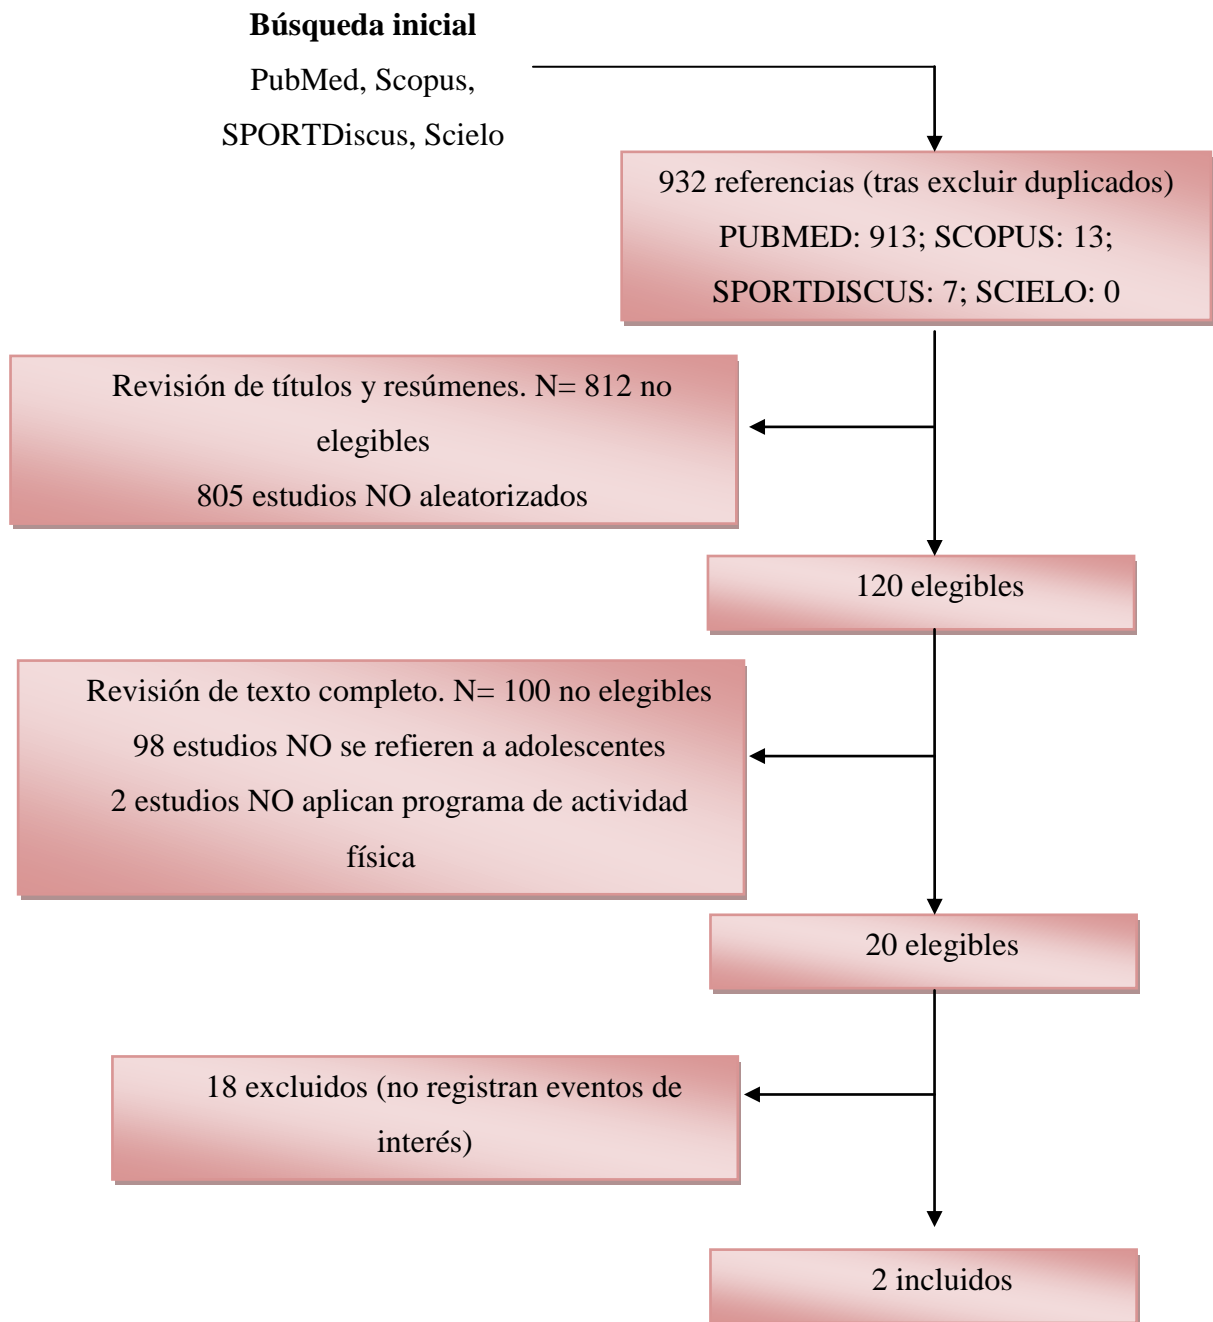 Búsqueda inicial
PubMed, Scopus,
SPORTDiscus, Scielo
932 referencias (tras excluir duplicados)
PUBMED: 913; SCOPUS: 13;
SPORTDISCUS: 7; SCIELO: 0
Revisión de títulos y resúmenes. N= 812 no
elegibles
805 estudios NO aleatorizados
120 elegibles
Revisión de texto completo. N= 100 no elegibles
98 estudios NO se refieren a adolescentes
2 estudios NO aplican programa de actividad
física
20 elegibles
18 excluidos (no registran eventos de
interés)
2 incluidos